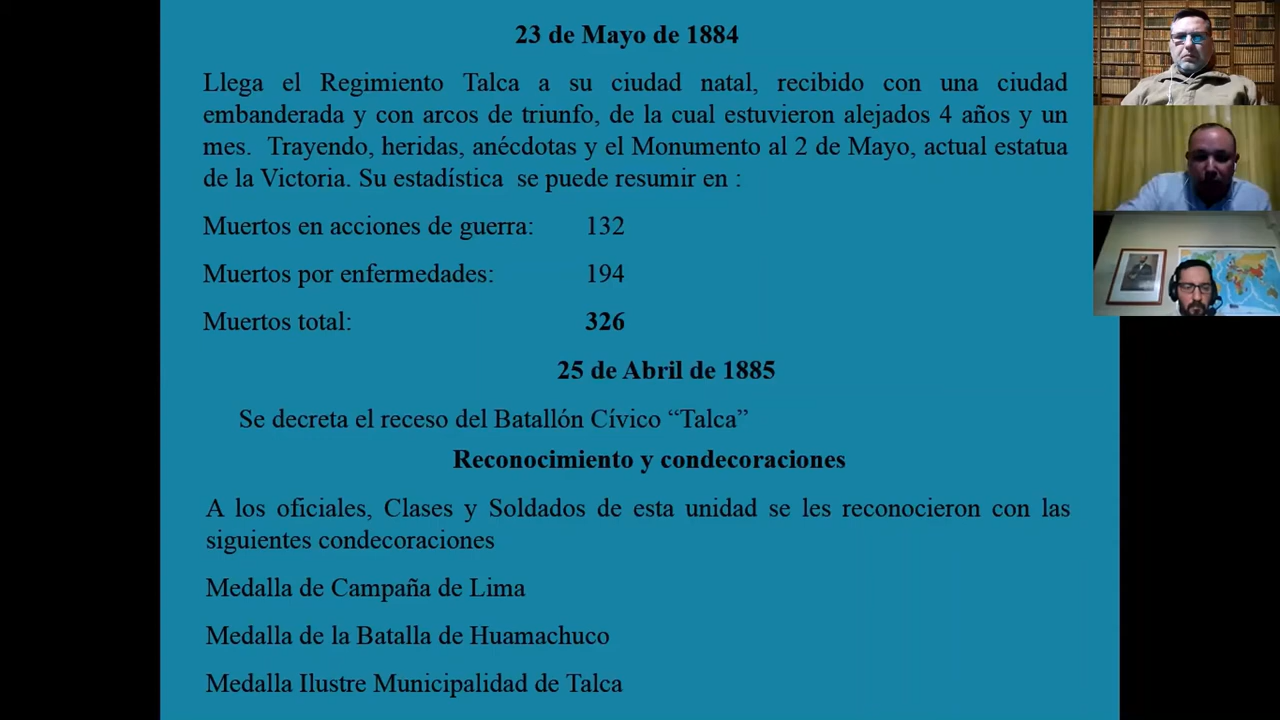 23 de Mayo de 1884
Llega el Regimiento Talca a su ciudad natal, recibido con una ciudad
embanderada y con arcos de triunfo, de la cual estuvieron alejados 4 años y un
mes. Trayendo, heridas, anécdotas y el Monumento al 2 de Mayo, actual estatua
de la Victoria. Su estadística se puede resumir en :
Muertos en acciones de guerra: 132
Muertos por enfermedades: 194
Muertos total: 326
25 de Abril de 1885
Se decreta el receso del Batallón Cívico “Talca”
Reconocimiento y condecoraciones
A los oficiales, Clases y Soldados de esta unidad se les reconocieron con las
siguientes condecoraciones
Medalla de Campaña de Lima
Medalla de la Batalla de Huamachuco
Medalla Ilustre Municipalidad de Talca